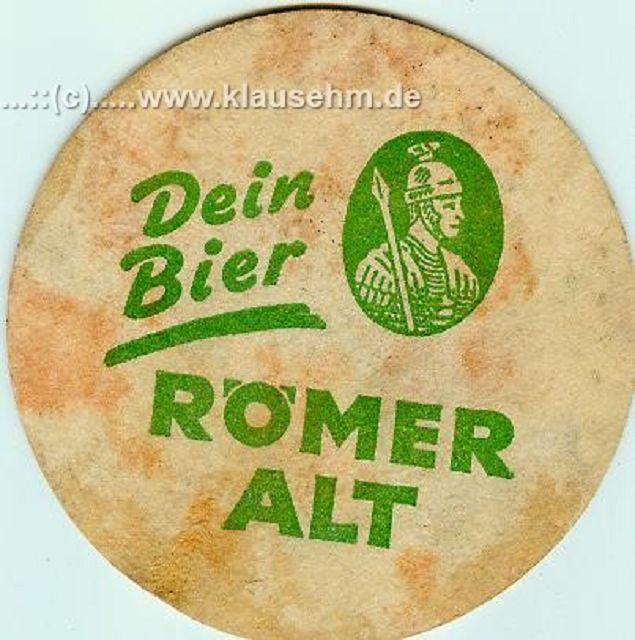 ...::(c).....www.klausehm.de
Dein
Bier
RÖMER
ALT